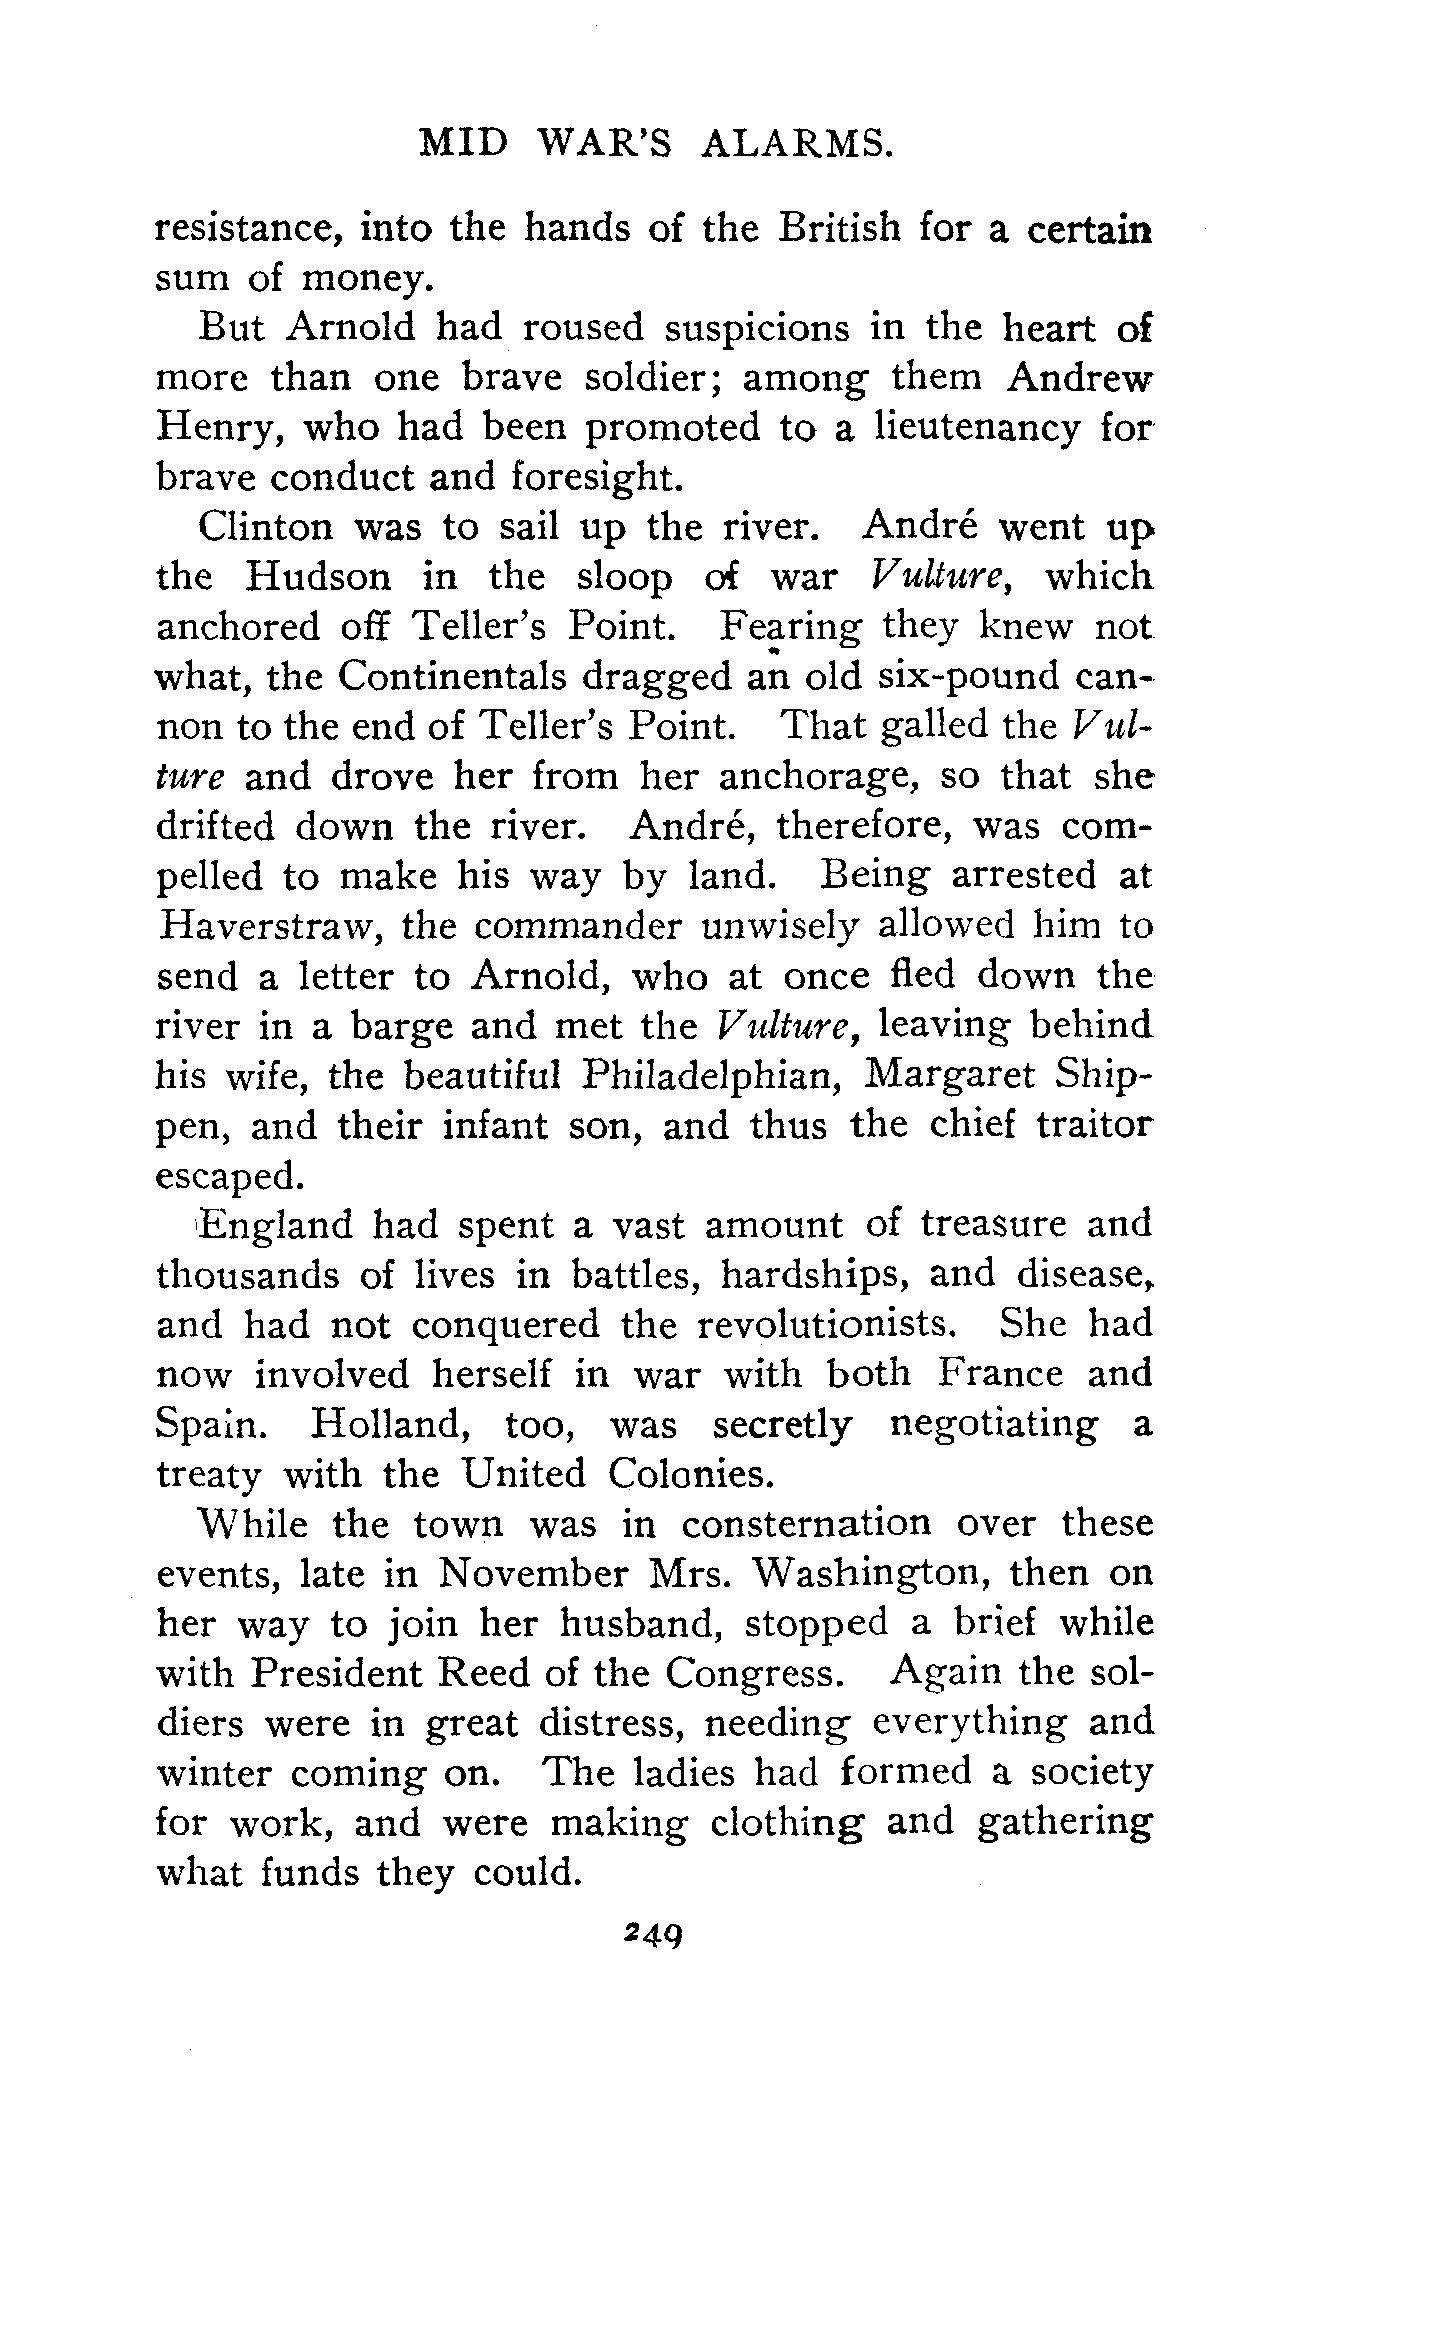 MID WAR'S ALARMS.
resistance, into the hands of the British for a certain
sum of money.
But Arnold had roused suspicions in the heart of
more than one brave soldier; among them Andrew
Henry, who had been promoted to a lieutenancy for
brave conduct and foresight.
Clinton was to sail up the river. André went up
the Hudson in the sloop of war Vulture, which
anchored off Teller's Point. Fearing they knew not
what, the Continentals dragged an old six-pound can-
non to the end of Teller's Point. That galled the Vul-
ture and drove her from her anchorage, so that she
drifted down the river. André, therefore, was com-
pelled to make his way by land. Being arrested at
Haverstraw, the commander unwisely allowed him to
send a letter to Arnold, who at once fled down the
river in a barge and met the Vulture, leaving behind
his wife, the beautiful Philadelphian, Margaret Ship-
pen, and their infant son, and thus the chief traitor
escaped.
England had spent a vast amount of treasure and
thousands of lives in battles, hardships, and disease,
and had not conquered the revolutionists. She had
now involved herself in war with both France and
Spain. Holland, too, was secretly negotiating a
treaty with the United Colonies.
While the town was in consternation over these
events, late in November Mrs. Washington, then on
her way to join her husband, stopped a brief while
with President Reed of the Congress. Again the sol-
diers were in great distress, needing everything and
winter coming on. The ladies had formed a society
for work, and were making clothing and gathering
what funds they could.
249